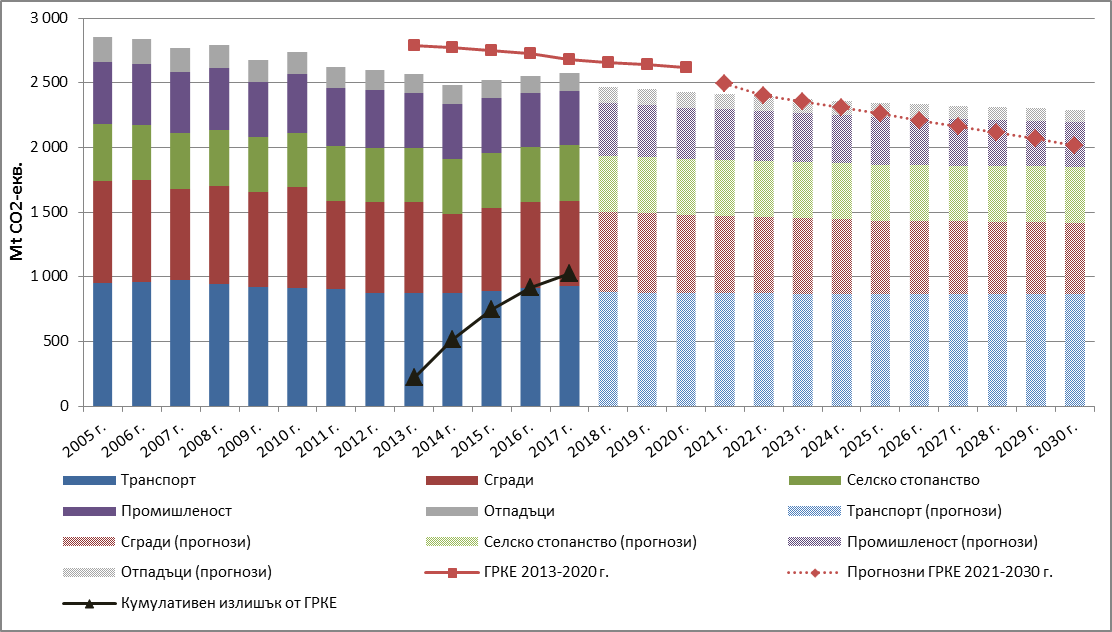 3 000
2 500
2 000
1 500
1 000
500
0
Mt CO2-екв.
2005 г.
2006 г.
2007 г.
2008 г.
2009 г.
2010 г.
2011 г.
2012 г.
2013 г.
2014 г.
2015 г.
2016 г.
2017 г.
2018 г.
2019 г.
2020 г.
2021 г.
2022 г.
2023 г.
2024 г.
2025 г.
2026 г.
2027 г.
2028 г.
2029 г.
2030 г.
Транспорт
Сгради
Селско стопанство
Промишленост
Отпадъци
Транспорт (прогнози)
Сгради (прогнози)
Селско стопанство (прогнози)
Промишленост (прогнози)
Отпадъци (прогнози)
ГРКЕ 2013-2020 г.
Прогнозни ГРКЕ 2021-2030 г.
Кумулативен излишък от ГРКЕ